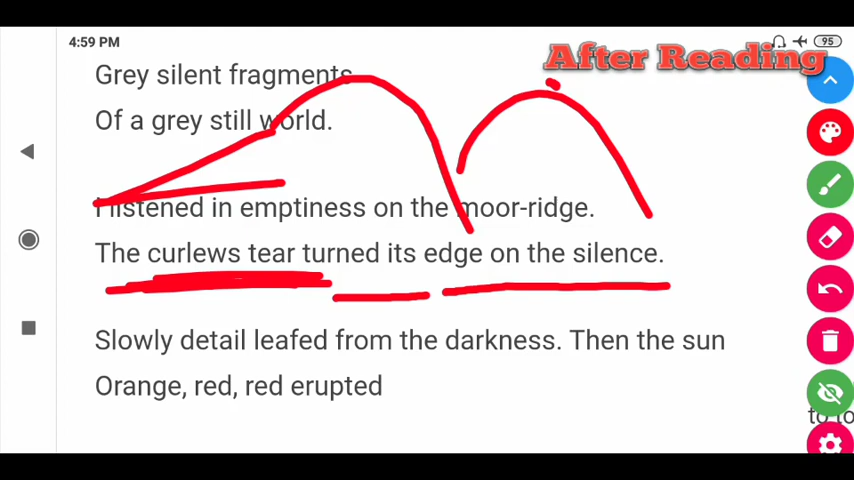 4:59 PM
95
After Reading
Grey silent fragments
Of a grey still world.
I listened in emptiness on the moor-ridge.
The curlews tear turned its edge on the silence.
Slowly detail leafed from the darkness. Then the sun
Orange, red, red erupted